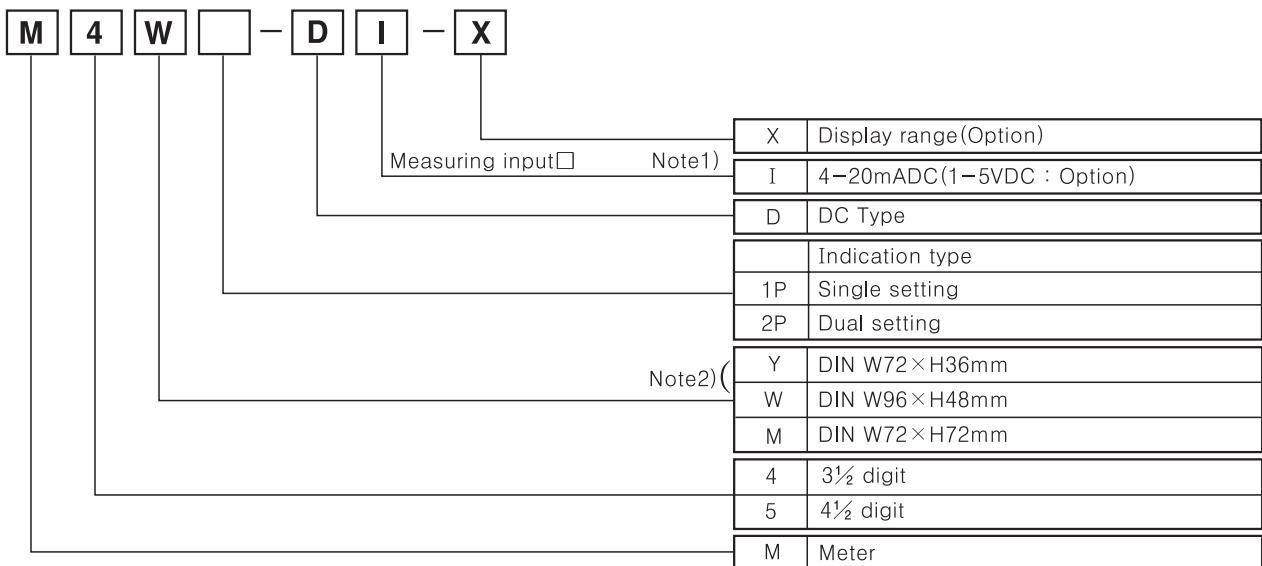 M 4 W □ - D I - X
X Display range(Option)
Measuring input□ Note1)
I 4-20mADC(1-5VDC : Option)
D DC Type
Indication type
1P Single setting
2P Dual setting
Note2)(
Y DIN W72×H36mm
W DIN W96×H48mm
M DIN W72×H72mm
4 3½ digit
5 4½ digit
M Meter